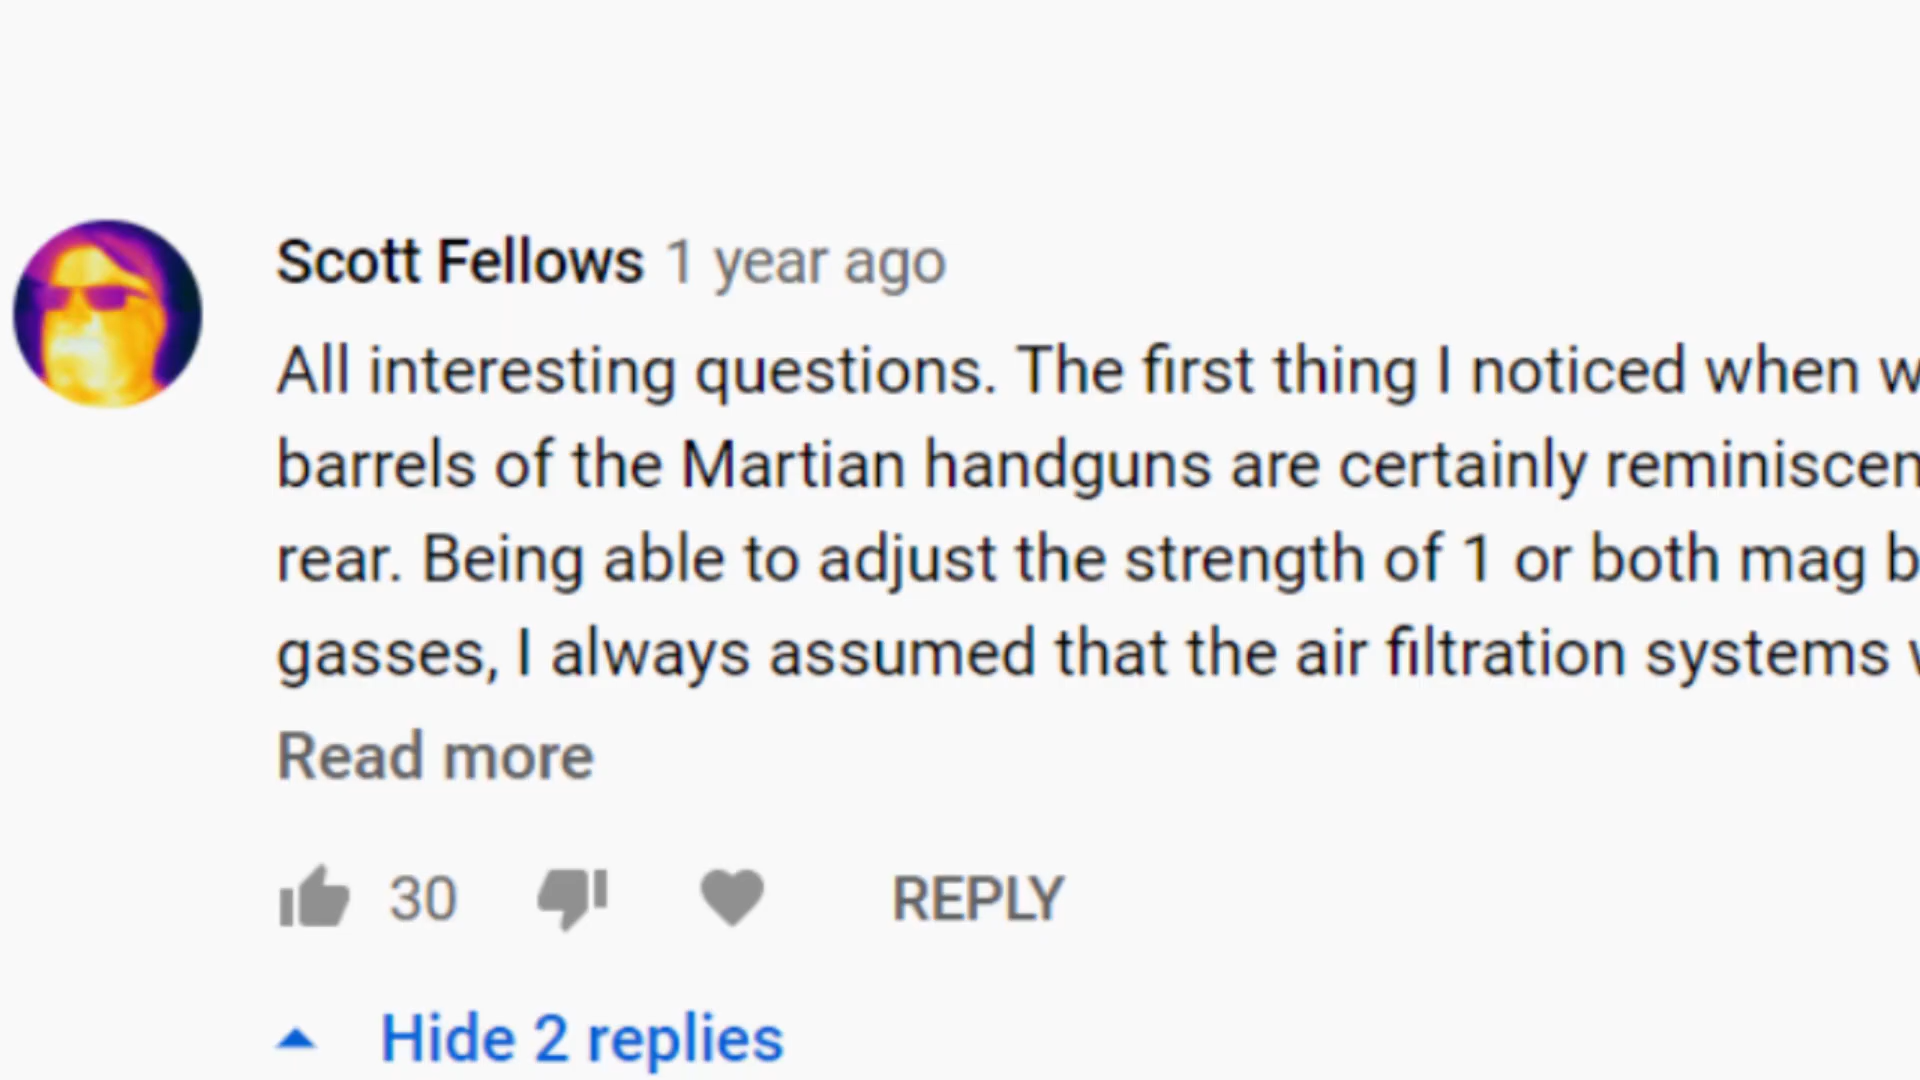 Scott Fellows 1 year ago
All interesting questions. The first thing I noticed when
barrels of the Martian handguns are certainly
rear. Being able to adjust the strength of 1 or both mag
gasses, I always assumed that the air filtration systems
Read more
30 REPLY
Hide 2 replies